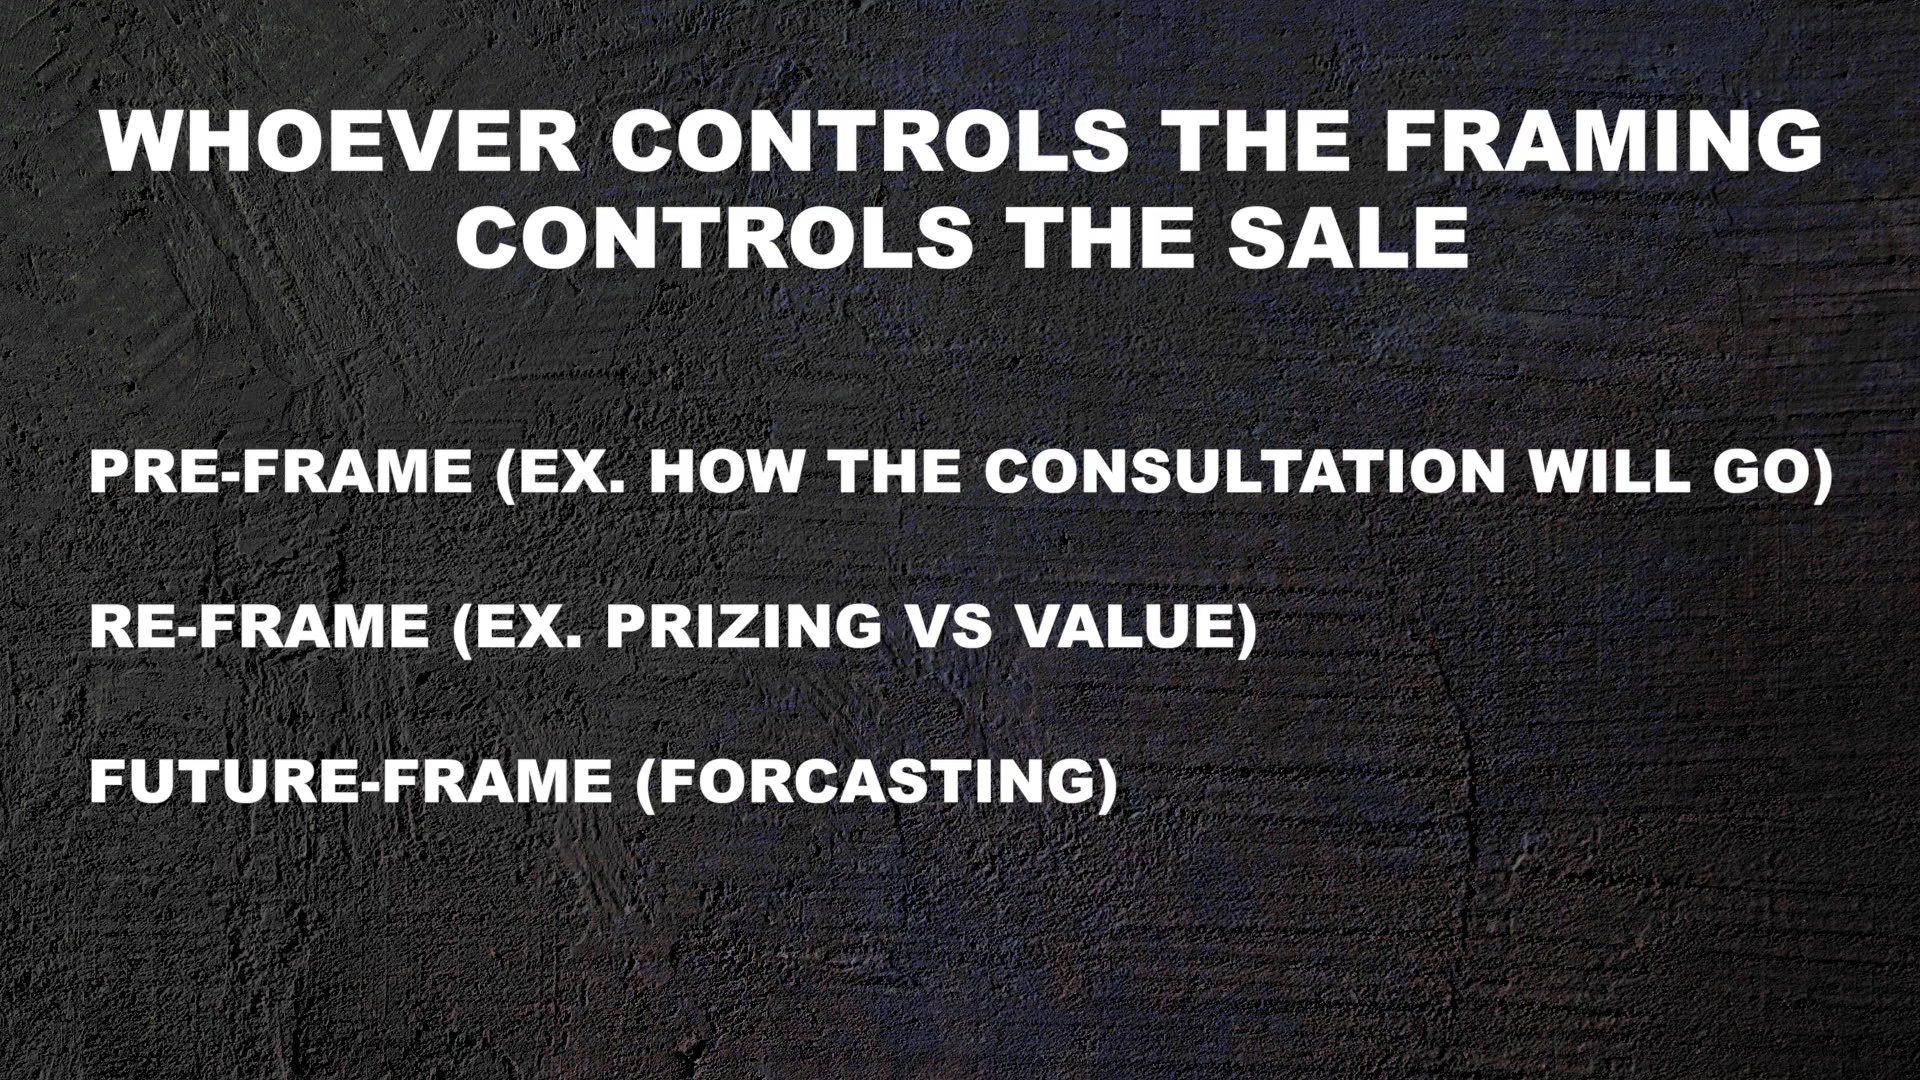 WHOEVER CONTROLS THE FRAMING
CONTROLS THE SALE
PRE-FRAME (EX. HOW THE CONSULTATION WILL GO)
RE-FRAME (EX. PRIZING VS VALUE)
FUTURE-FRAME (FORCASTING)